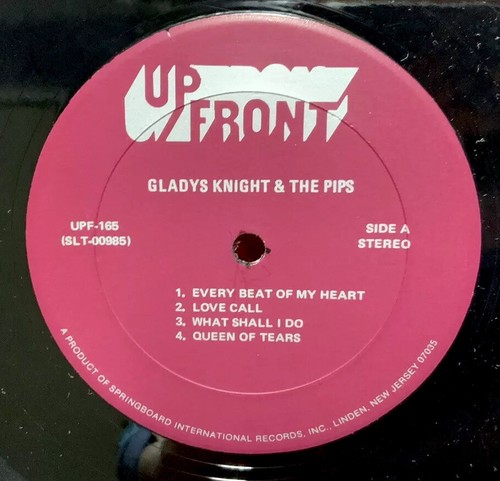 UP
FRONT
GLADYS KNIGHT & THE PIPS
UPF-165
(SLT-00985)
SIDE A
STEREO
1. EVERY BEAT OF MY HEART
2. LOVE CALL
3. WHAT SHALL I DO
4. QUEEN OF TEARS
A PRODUCT OF SPRINGBOARD INTERNATIONAL RECORDS, INC., LINDEN, NEW JERSEY 07035